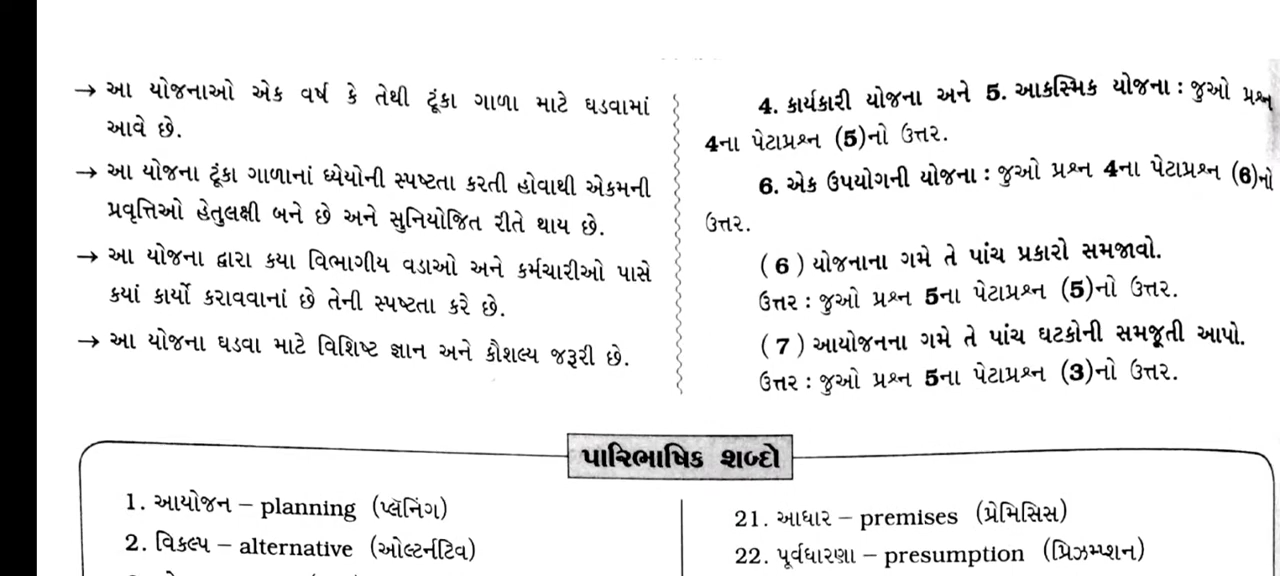 → આ યોજનાઓ એક વર્ષ કે તેથી ટૂંકા ગાળા માટે ઘડવામાં
આવે છે.
→ આ યોજના ટૂંકા ગાળાનાં ધ્યેયોની સ્પષ્ટતા કરતી હોવાથી એકમની
પ્રવૃત્તિઓ હેતુલક્ષી બને છે અને સુનિયોજિત રીતે થાય છે.
→ આ યોજના દ્વારા કયા વિભાગીય વડાઓ અને કર્મચારીઓ પાસે
કયાં કાર્યો કરાવવાનાં છે તેની સ્પષ્ટતા કરે છે.
→ આ યોજના ઘડવા માટે વિશિષ્ટ જ્ઞાન અને કૌશલ્ય જરૂરી છે.
4. કાર્યકારી યોજના અને 5. આકસ્મિક યોજના : જુઓ પ્રશ્ન
4ના પેટાપ્રશ્ન (5)નો ઉત્તર.
6. એક ઉપયોગની યોજના : જુઓ પ્રશ્ન 4ના પેટાપ્રશ્ન (6)નો
ઉત્તર.
(6) યોજનાના ગમે તે પાંચ પ્રકારો સમજાવો.
ઉત્તર : જુઓ પ્રશ્ન 5ના પેટાપ્રશ્ન (5)નો ઉત્તર.
(7) આયોજનના ગમે તે પાંચ ઘટકોની સમજૂતી આપો.
ઉત્તર : જુઓ પ્રશ્ન 5ના પેટાપ્રશ્ન (3)નો ઉત્તર.
પારિભાષિક શબ્દો
1. આયોજન – planning (પ્લૅનિંગ)
2. વિકલ્પ – alternative (ઓલ્ટર્નટિવ)
21. આધાર – premises (પ્રેમિસિસ)
22. પૂર્વધારણા – presumption (પ્રિઝમ્પ્શન)